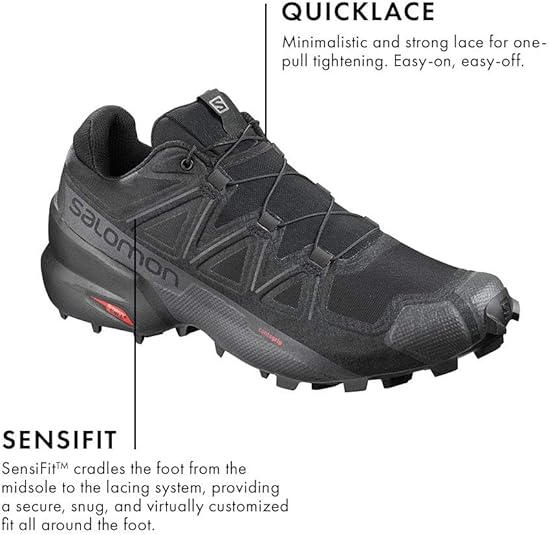 QUICKLACE
Minimalistic and strong lace for one-
pull tightening. Easy-on, easy-off.
salomon
contagrip
SENSIFIT
SensiFit™ cradles the foot from the
midsole to the lacing system, providing
a secure, snug, and virtually customized
fit all around the foot.